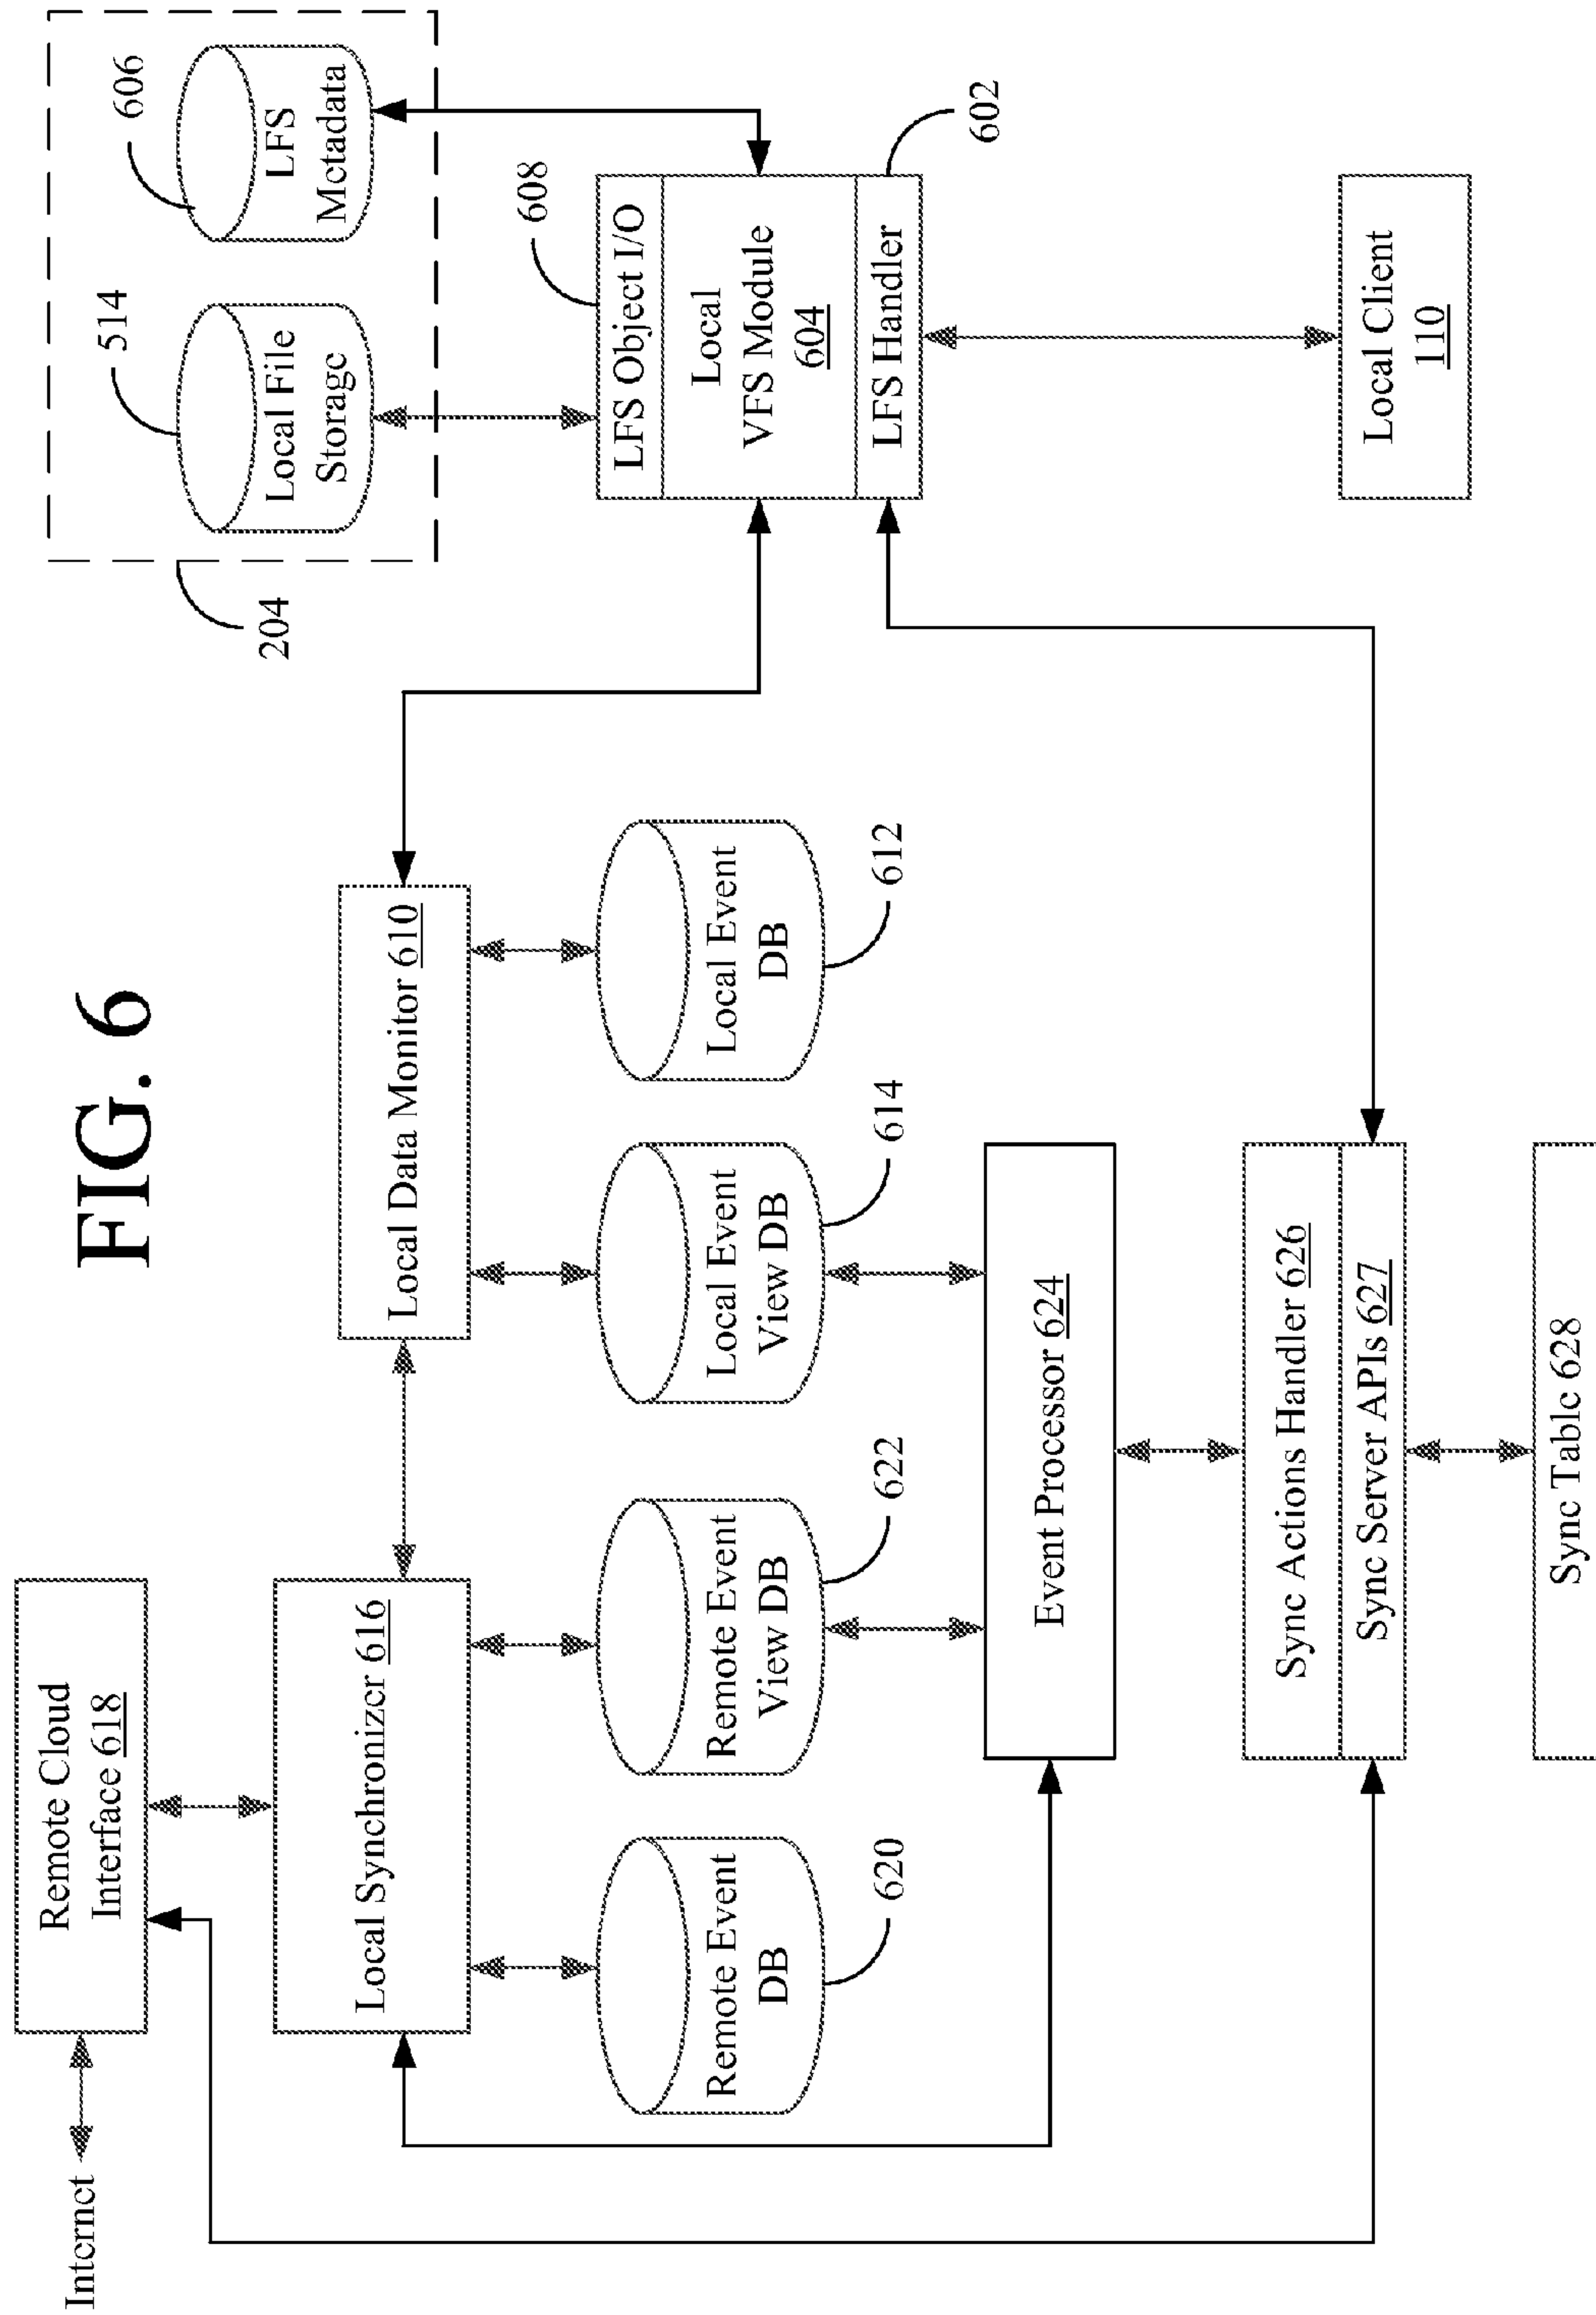 FIG. 6
Internet
Remote Cloud
Interface 618
Local Synchronizer 616
Local Data Monitor 610
204
514
Local File
Storage
606
LFS
Metadata
Remote Event
DB
620
Remote Event
View DB
622
Local Event
View DB
614
Local Event
DB
612
608
LFS Object I/O
Local
VFS Module
604
LFS Handler
602
Event Processor 624
Sync Actions Handler 626
Sync Server APIs 627
Sync Table 628
Local Client
110